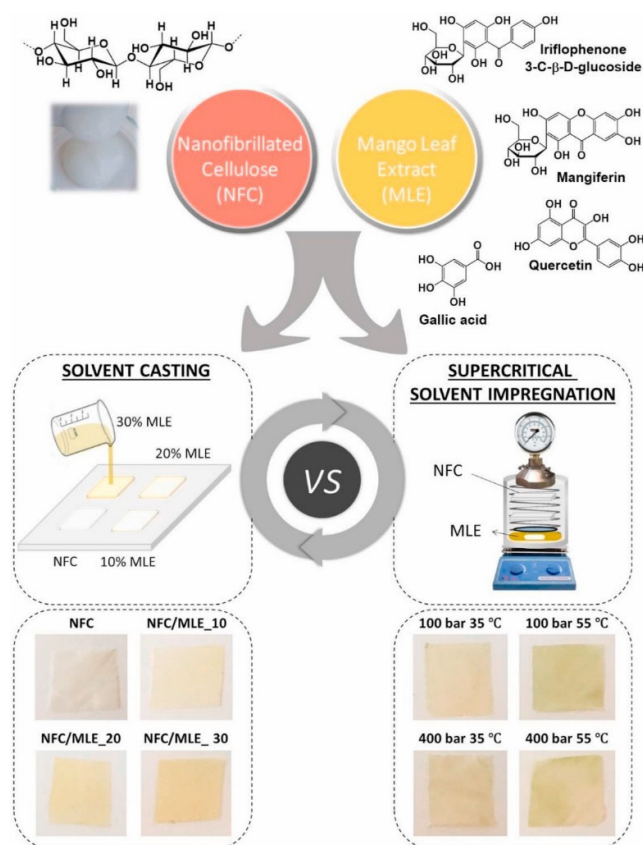 Nanofibrillated
Cellulose
(NFC)
Mango Leaf
Extract
(MLE)
Iriflophenone
3-C-β-D-glucoside
Mangiferin
Quercetin
Gallic acid
SOLVENT CASTING
30% MLE
20% MLE
NFC
10% MLE
VS
SUPERCRITICAL
SOLVENT IMPREGNATION
NFC
MLE
NFC
NFC/MLE_10
NFC/MLE_20
NFC/MLE_ 30
100 bar 35 °C
100 bar 55 °C
400 bar 35 °C
400 bar 55 °C